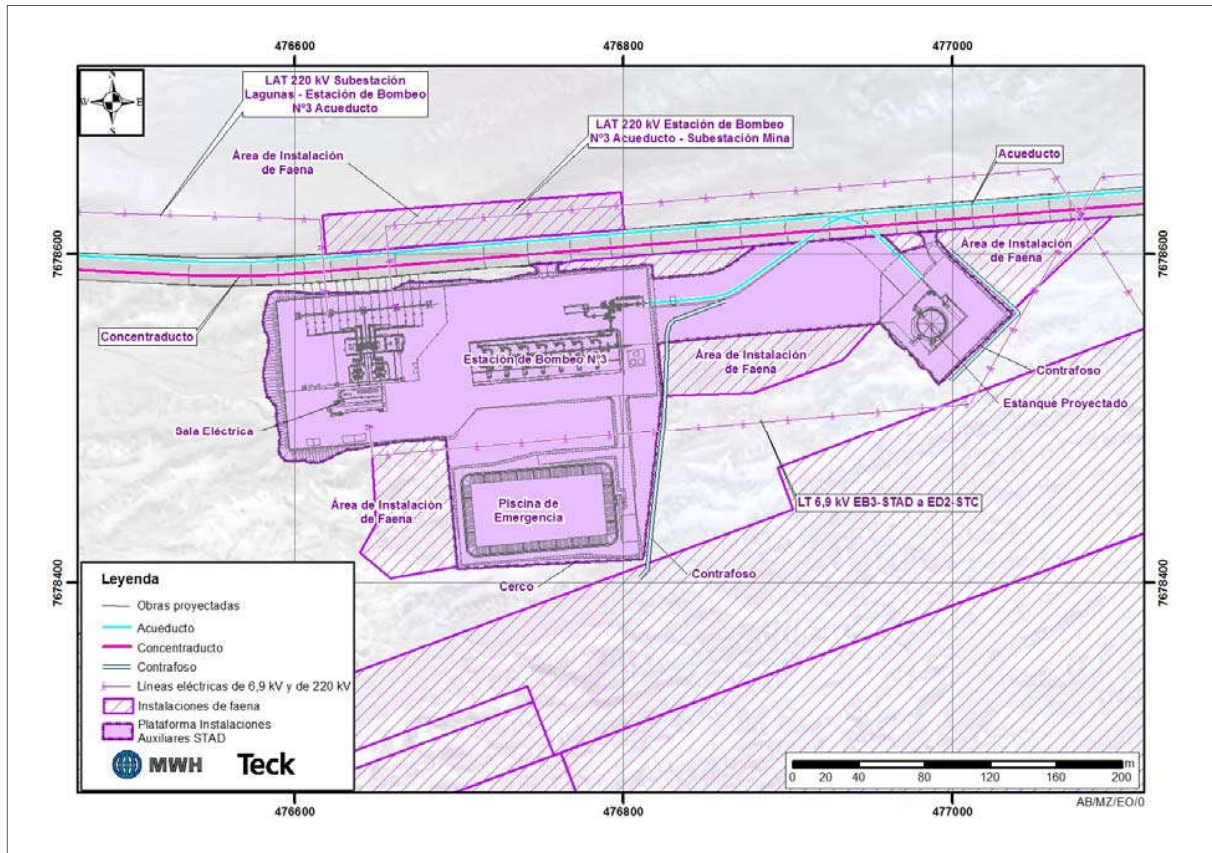 476600
476800
477000
N
W
E
S
LAT 220 kV Subestación
Lagunas - Estación de Bombeo
Nº3 Acueducto
LAT 220 kV Estación de Bombeo
Nº3 Acueducto - Subestación Mina
Área de Instalación
de Faena
Acueducto
7678600
7678600
Área de Instalación
de Faena
Concentraducto
Estación de Bombeo Nº3
Área de Instalación
de Faena
Contrafoso
Estanque Proyectado
Sala Eléctrica
Área de Instalación
de Faena
Piscina de
Emergencia
LT 6,9 kV EB3-STAD a ED2-STC
Contrafoso
Cerco
7678400
7678400
Leyenda
Obras proyectadas
Acueducto
Concentraducto
Contrafoso
Líneas eléctricas de 6,9 kV y de 220 kV
Instalaciones de faena
Plataforma Instalaciones
Auxiliares STAD
MWH
Teck
0 40 80 120 160 200
m
AB/MZ/EO/0
476600
476800
477000